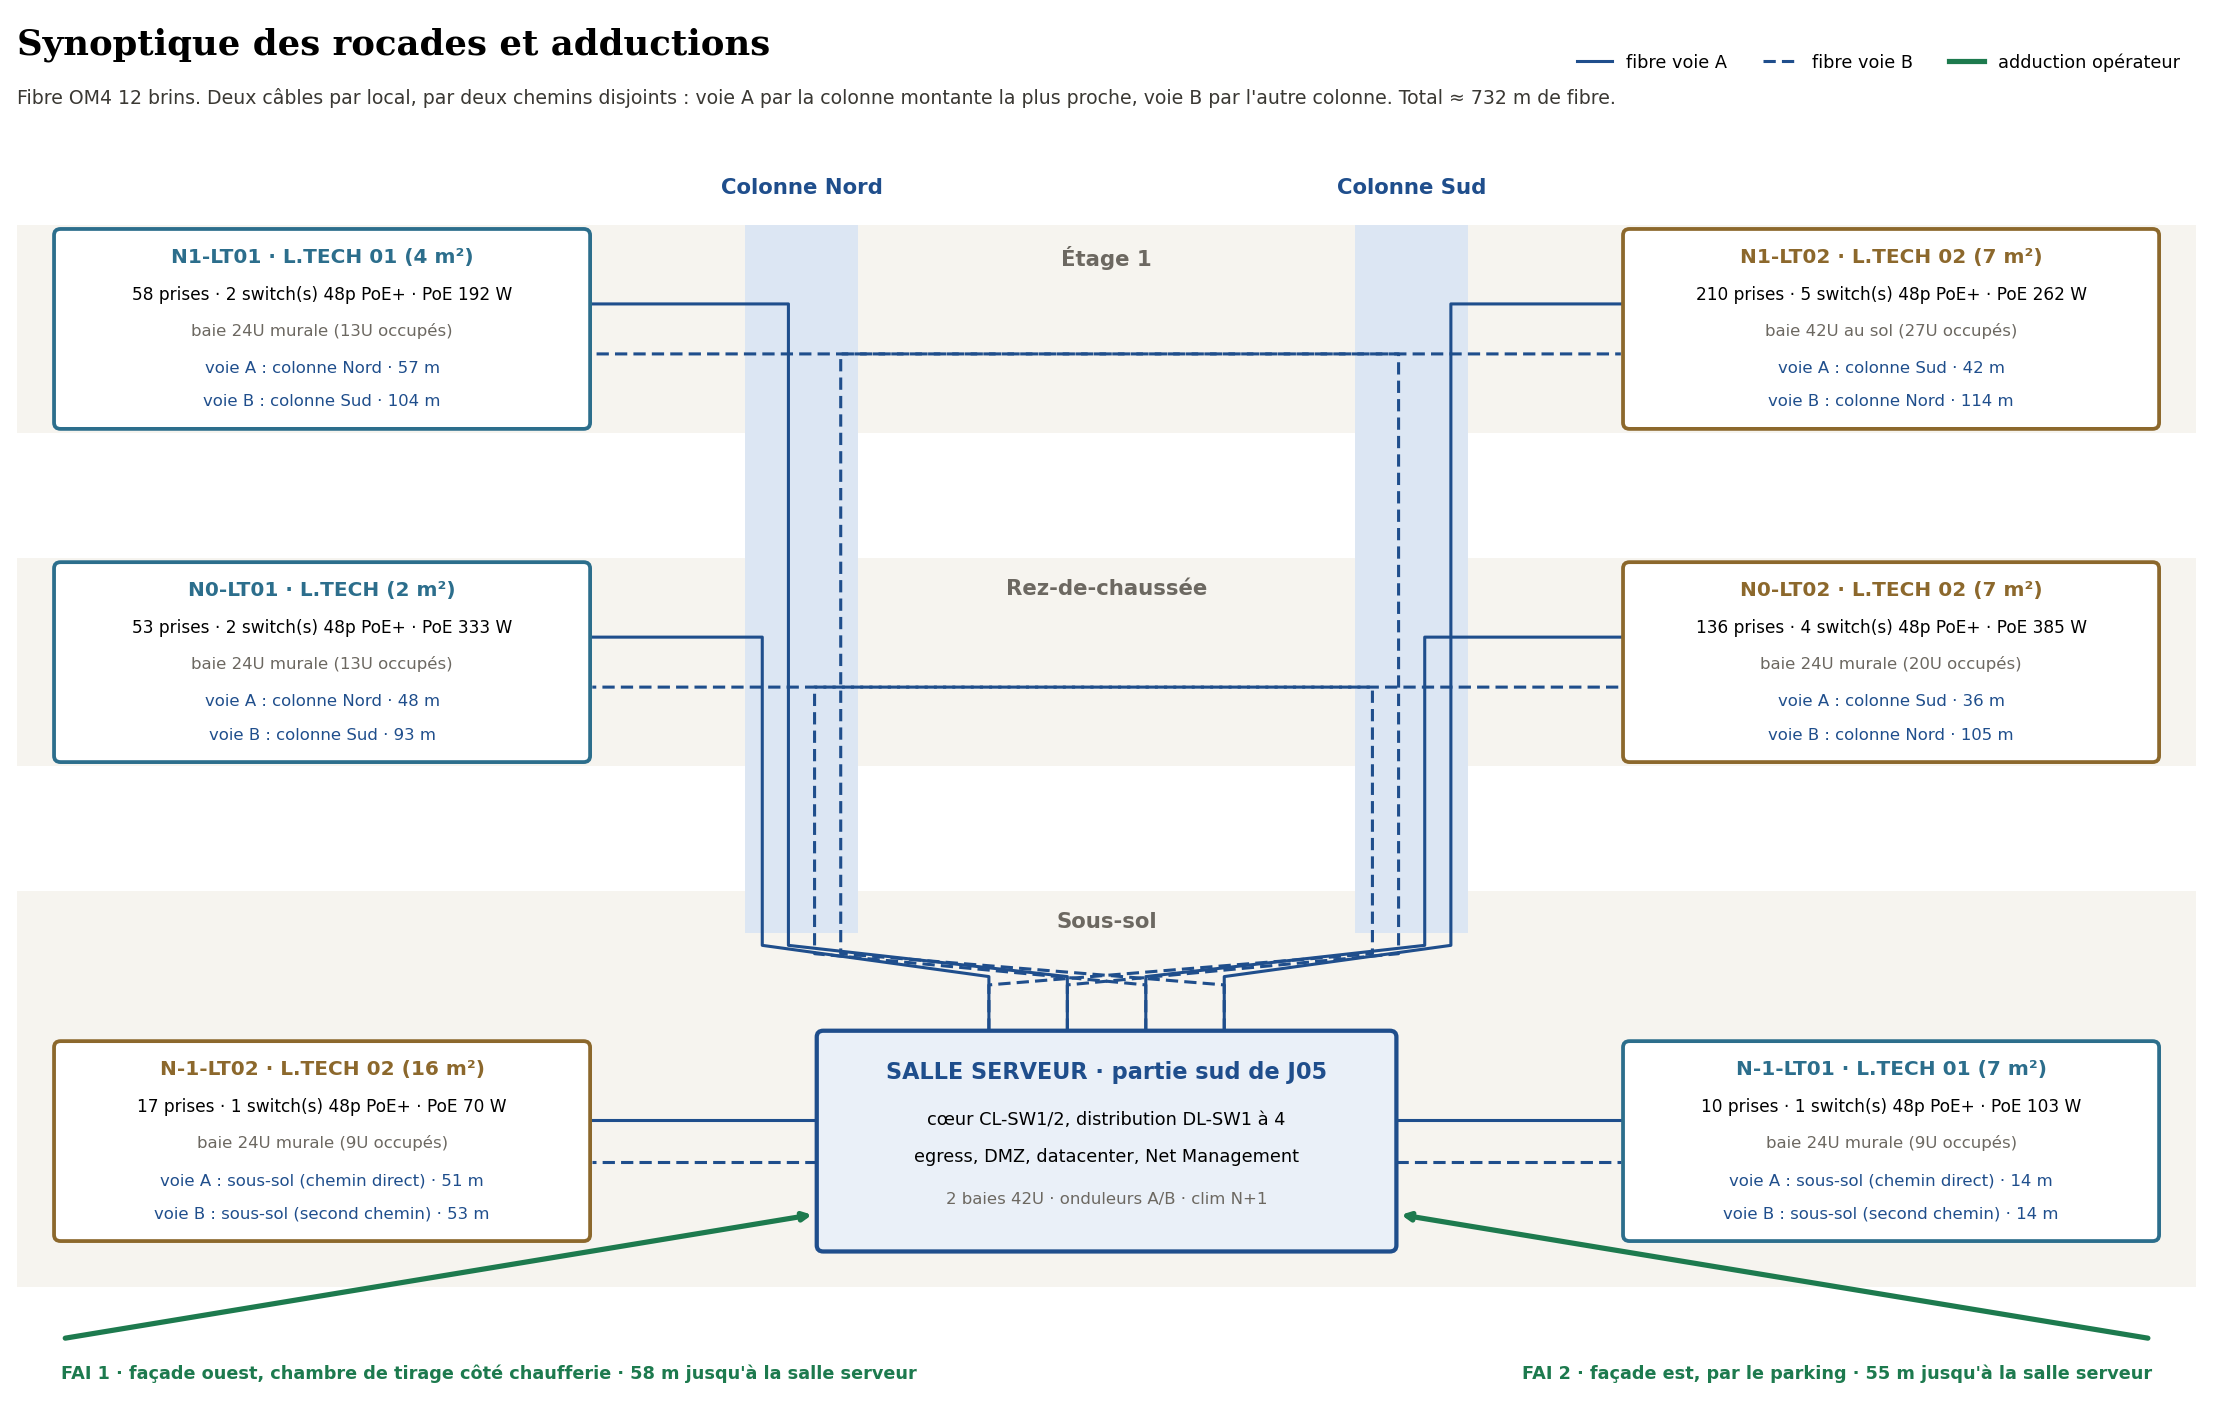 Synoptique des rocades et adductions
fibre voie A
fibre voie B
adduction opérateur
Fibre OM4 12 brins. Deux câbles par local, par deux chemins disjoints : voie A par la colonne montante la plus proche, voie B par l'autre colonne. Total ≈ 732 m de fibre.
Colonne Nord
Colonne Sud
Étage 1
N1-LT01 · L.TECH 01 (4 m²)
58 prises · 2 switch(s) 48p PoE+ · PoE 192 W
baie 24U murale (13U occupés)
voie A : colonne Nord · 57 m
voie B : colonne Sud · 104 m
N1-LT02 · L.TECH 02 (7 m²)
210 prises · 5 switch(s) 48p PoE+ · PoE 262 W
baie 42U au sol (27U occupés)
voie A : colonne Sud · 42 m
voie B : colonne Nord · 114 m
Rez-de-chaussée
N0-LT01 · L.TECH (2 m²)
53 prises · 2 switch(s) 48p PoE+ · PoE 333 W
baie 24U murale (13U occupés)
voie A : colonne Nord · 48 m
voie B : colonne Sud · 93 m
N0-LT02 · L.TECH 02 (7 m²)
136 prises · 4 switch(s) 48p PoE+ · PoE 385 W
baie 24U murale (20U occupés)
voie A : colonne Sud · 36 m
voie B : colonne Nord · 105 m
Sous-sol
N-1-LT02 · L.TECH 02 (16 m²)
17 prises · 1 switch(s) 48p PoE+ · PoE 70 W
baie 24U murale (9U occupés)
voie A : sous-sol (chemin direct) · 51 m
voie B : sous-sol (second chemin) · 53 m
SALLE SERVEUR · partie sud de J05
cœur CL-SW1/2, distribution DL-SW1 à 4
egress, DMZ, datacenter, Net Management
2 baies 42U · onduleurs A/B · clim N+1
N-1-LT01 · L.TECH 01 (7 m²)
10 prises · 1 switch(s) 48p PoE+ · PoE 103 W
baie 24U murale (9U occupés)
voie A : sous-sol (chemin direct) · 14 m
voie B : sous-sol (second chemin) · 14 m
FAI 1 · façade ouest, chambre de tirage côté chaufferie · 58 m jusqu'à la salle serveur
FAI 2 · façade est, par le parking · 55 m jusqu'à la salle serveur